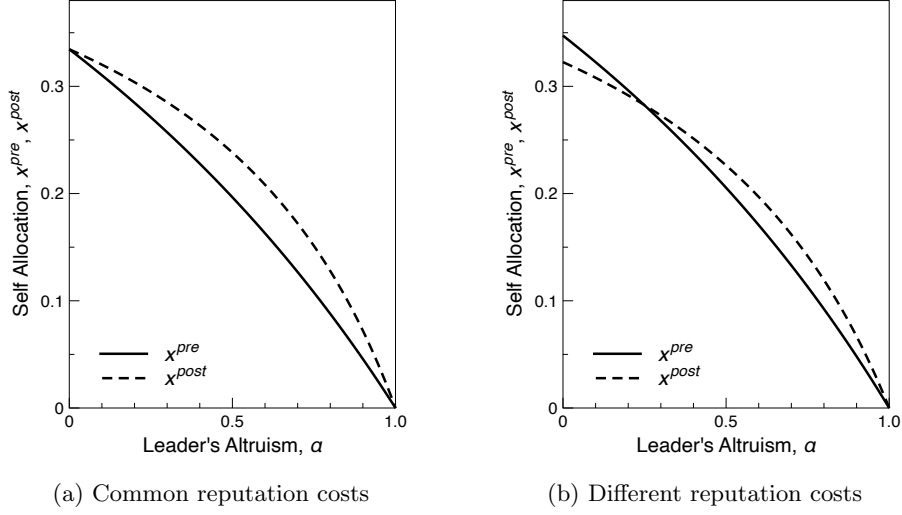 Self Allocation, x^pre, x^post
0.3
0.2
0.1
0
0
0.5
1.0
x^pre
x^post
Leader's Altruism, α
(a) Common reputation costs
Self Allocation, x^pre, x^post
0.3
0.2
0.1
0
0
0.5
1.0
x^pre
x^post
Leader's Altruism, α
(b) Different reputation costs